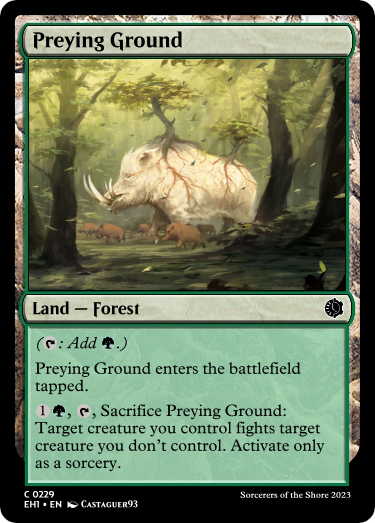 Preying Ground
Land — Forest
(: Add .)
Preying Ground enters the battlefield
tapped.
1, , Sacrifice Preying Ground:
Target creature you control fights target
creature you don't control. Activate only
as a sorcery.
C 0229
EH1 • EN Castaguer93
Sorcerers of the Shore 2023